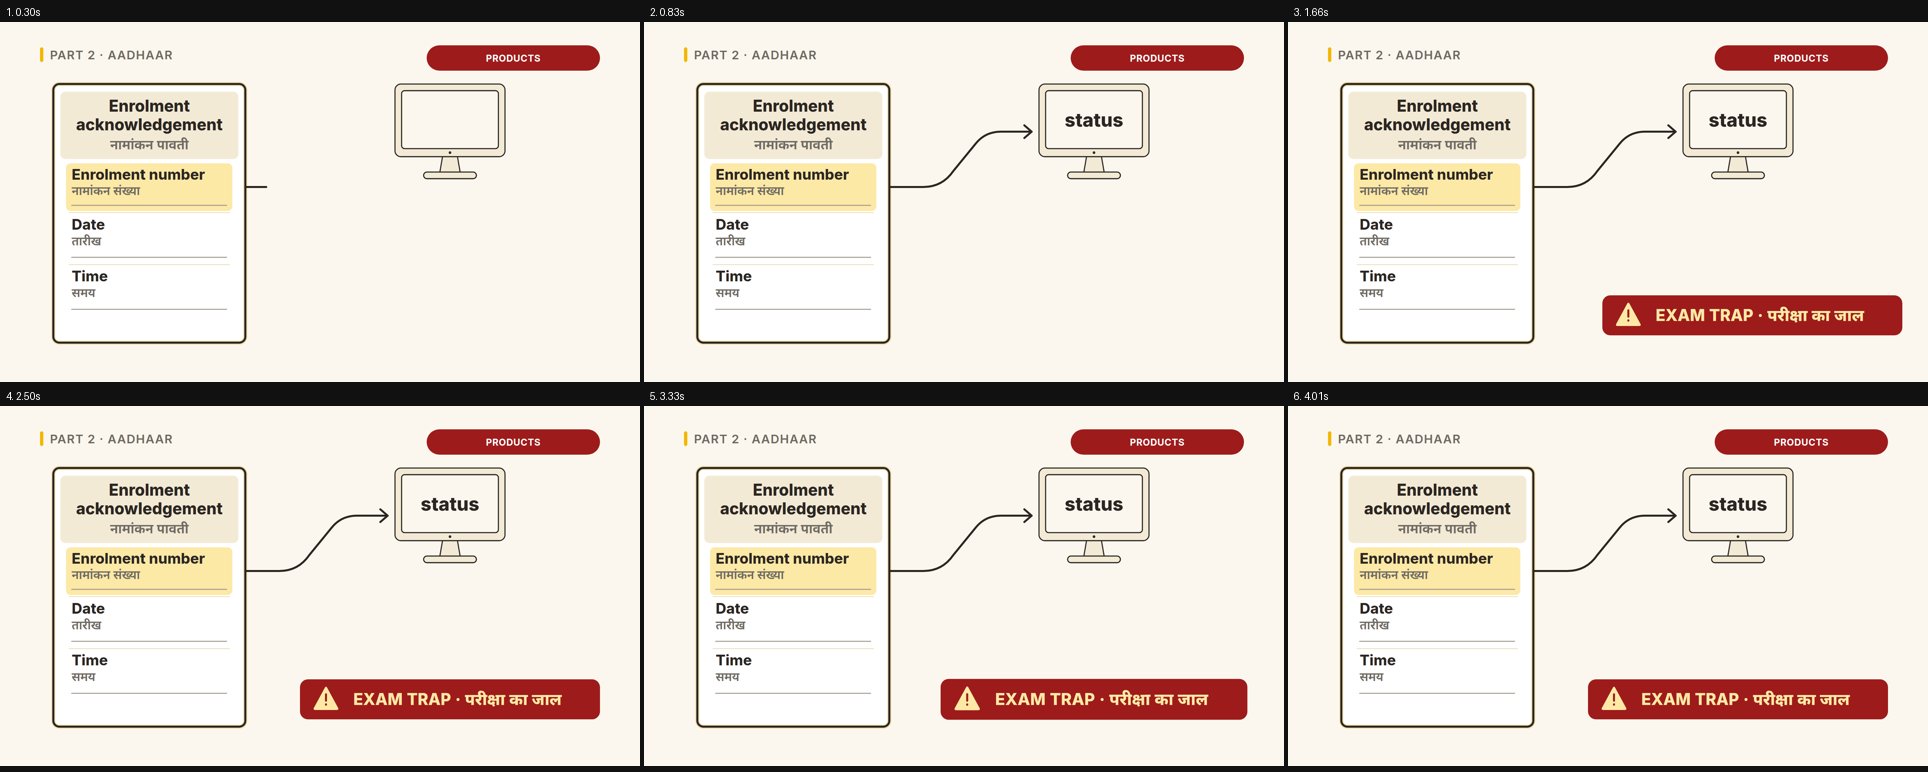 1. 0.30s
PART 2 · AADHAAR
PRODUCTS
Enrolment
acknowledgement
नामांकन पावती
Enrolment number
नामांकन संख्या
Date
तारीख
Time
समय
2. 0.83s
PART 2 · AADHAAR
PRODUCTS
Enrolment
acknowledgement
नामांकन पावती
status
Enrolment number
नामांकन संख्या
Date
तारीख
Time
समय
3. 1.66s
PART 2 · AADHAAR
PRODUCTS
Enrolment
acknowledgement
नामांकन पावती
status
Enrolment number
नामांकन संख्या
Date
तारीख
Time
समय
EXAM TRAP · परीक्षा का जाल
4. 2.50s
PART 2 · AADHAAR
PRODUCTS
Enrolment
acknowledgement
नामांकन पावती
status
Enrolment number
नामांकन संख्या
Date
तारीख
Time
समय
EXAM TRAP · परीक्षा का जाल
5. 3.33s
PART 2 · AADHAAR
PRODUCTS
Enrolment
acknowledgement
नामांकन पावती
status
Enrolment number
नामांकन संख्या
Date
तारीख
Time
समय
EXAM TRAP · परीक्षा का जाल
6. 4.01s
PART 2 · AADHAAR
PRODUCTS
Enrolment
acknowledgement
नामांकन पावती
status
Enrolment number
नामांकन संख्या
Date
तारीख
Time
समय
EXAM TRAP · परीक्षा का जाल